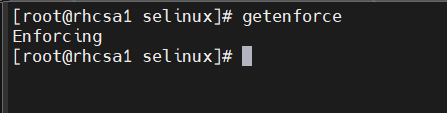 [root@rhcsa1 selinux]# getenforce
Enforcing
[root@rhcsa1 selinux]#